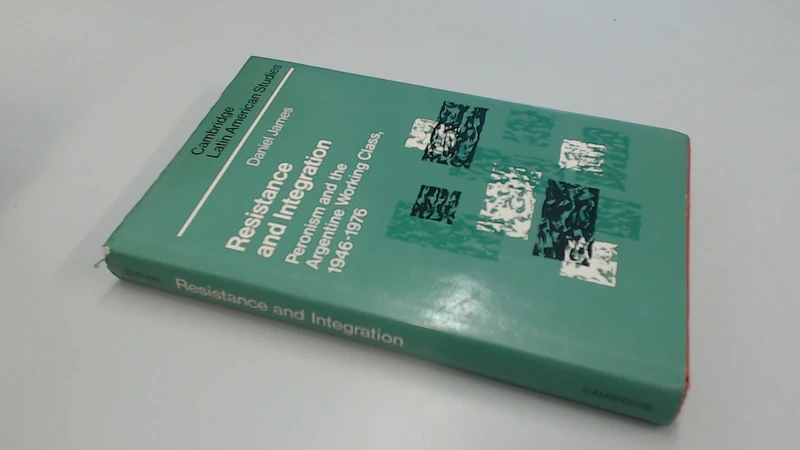 Cambridge
Latin American Studies
Daniel James
Resistance
and Integration
Peronism and the
Argentine Working Class,
1946-1976
Resistance and Integration
CAMBRIDGE